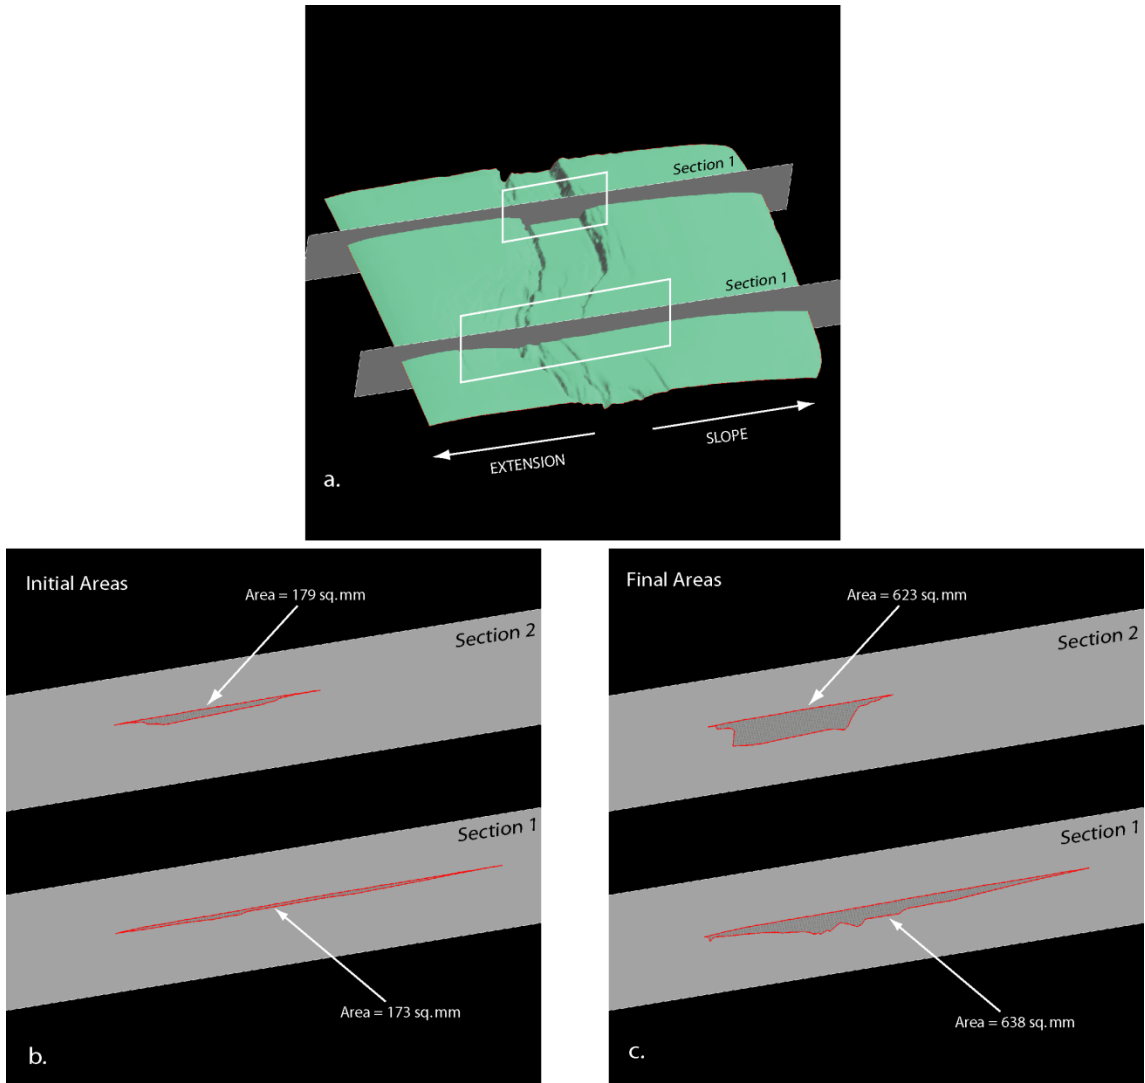 Section 1
Section 1
EXTENSION
SLOPE
a.
Initial Areas
Area = 179 sq. mm
Section 2
Section 1
Area = 173 sq. mm
b.
Final Areas
Area = 623 sq. mm
Section 2
Section 1
Area = 638 sq. mm
c.